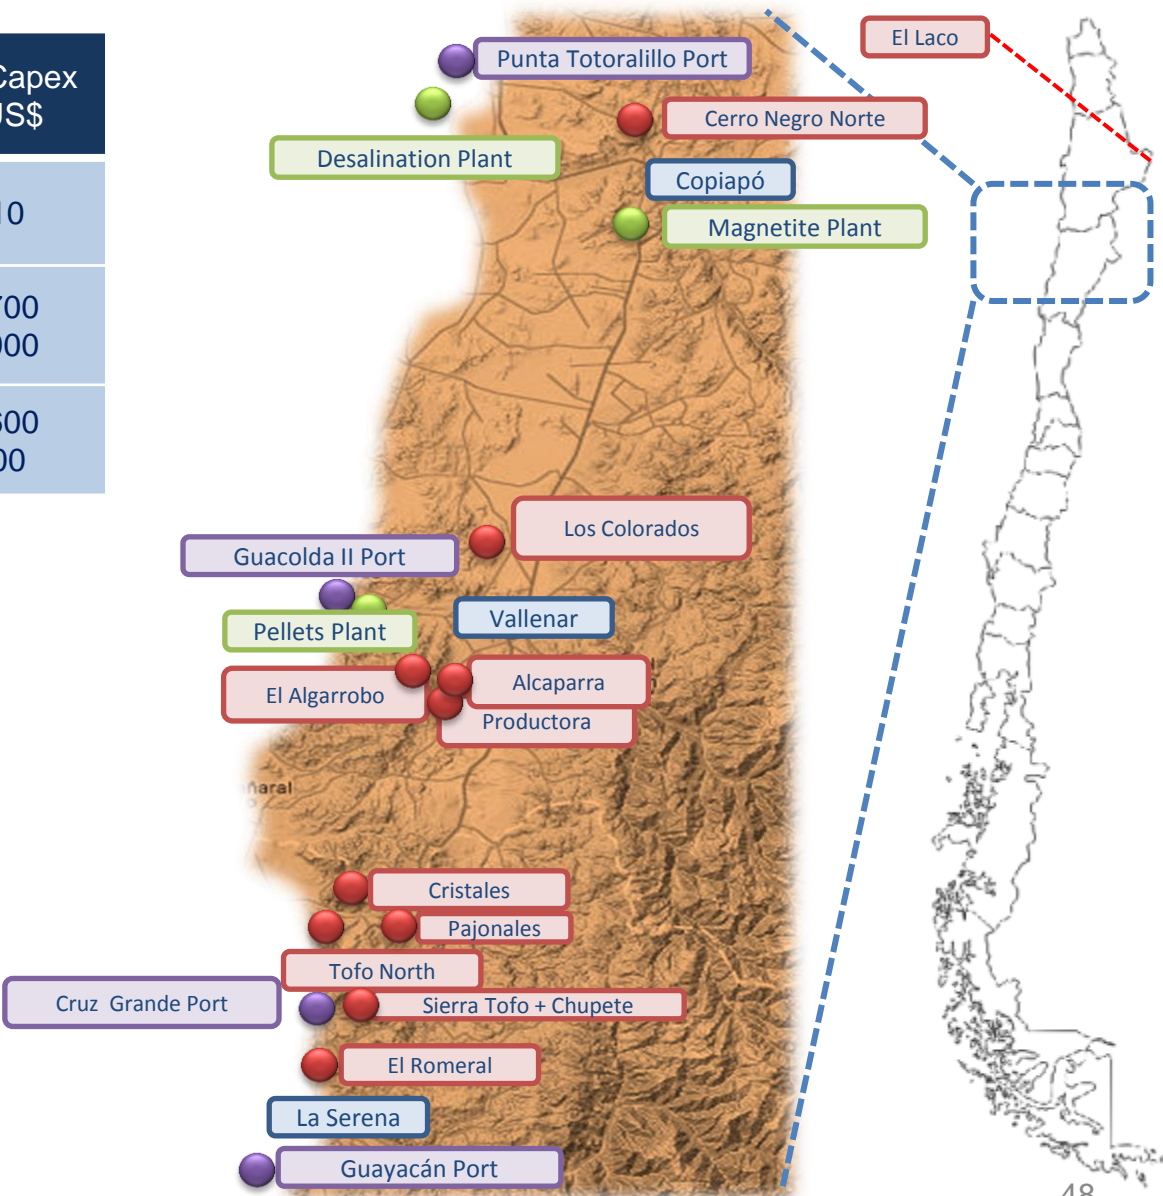 Capex
US$
Punta Totoralillo Port
El Laco
Cerro Negro Norte
Desalination Plant
Copiapó
Magnetite Plant
Los Colorados
Guacolda II Port
Vallenar
Pellets Plant
Alcaparra
El Algarrobo
Productora
Cristales
Pajonales
Tofo North
Cruz Grande Port
Sierra Tofo + Chupete
El Romeral
La Serena
Guayacán Port
48